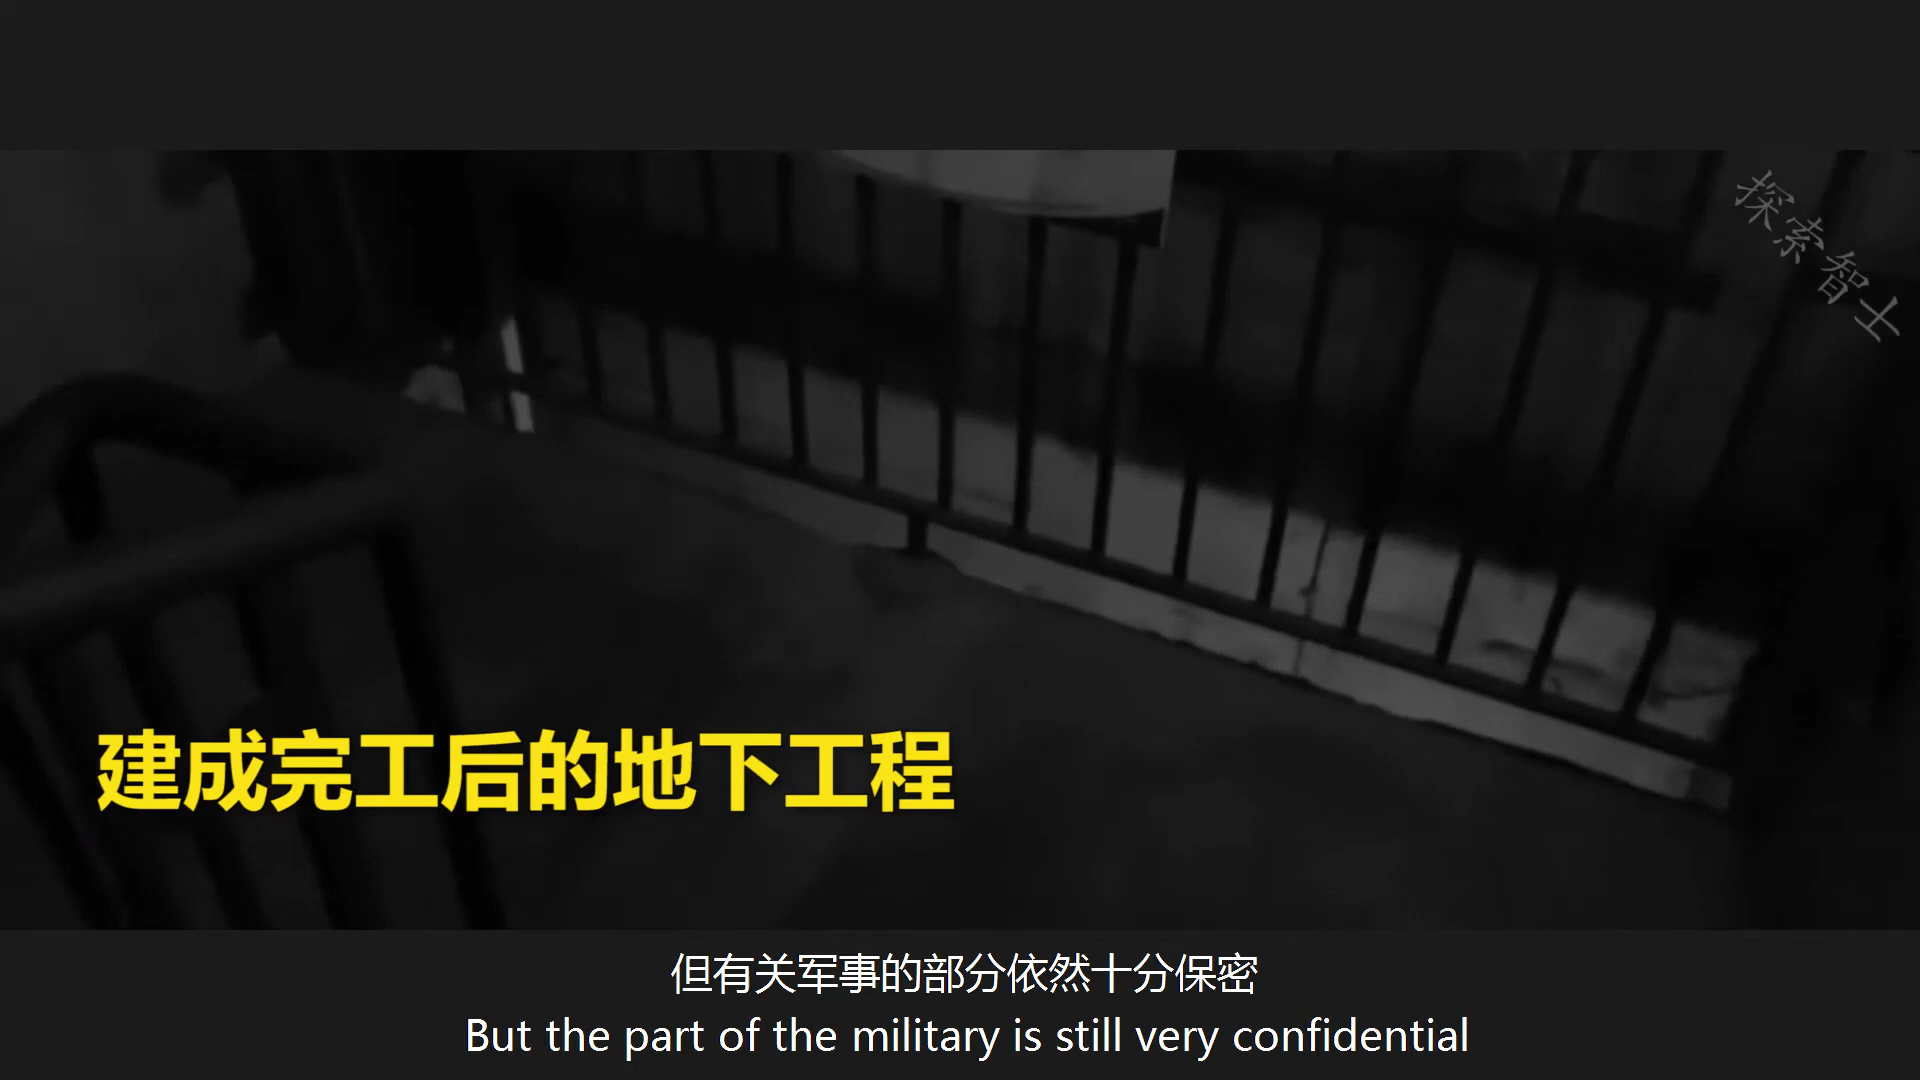 探索智士
建成完工后的地下工程
但有关军事的部分依然十分保密
But the part of the military is still very confidential